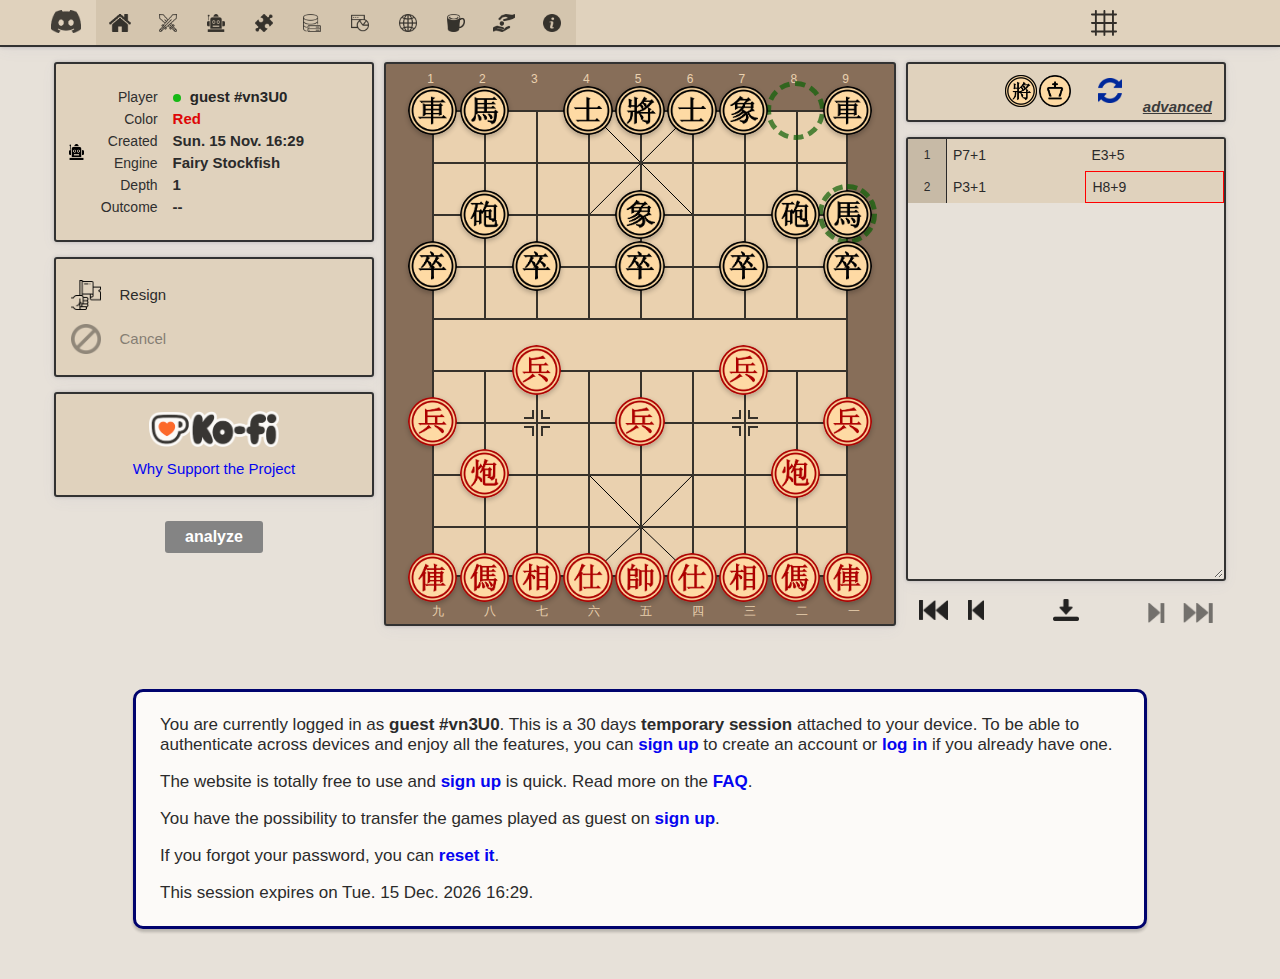 Player guest #vn3U0
Color Red
Created Sun. 15 Nov. 16:29
Engine Fairy Stockfish
Depth 1
Outcome --
Resign
Cancel
Ko-fi
Why Support the Project
analyze
1 2 3 4 5 6 7 8 9
車 馬 士 將 士 象 車
砲 象 砲 馬
卒 卒 卒 卒 卒
兵 兵
兵 兵 兵
炮 炮
俥 傌 相 仕 帥 仕 相 傌 俥
九 八 七 六 五 四 三 二 一
將
advanced
1 P7+1 E3+5
2 P3+1 H8+9
You are currently logged in as guest #vn3U0. This is a 30 days temporary session attached to your device. To be able to
authenticate across devices and enjoy all the features, you can sign up to create an account or log in if you already have one.
The website is totally free to use and sign up is quick. Read more on the FAQ.
You have the possibility to transfer the games played as guest on sign up.
If you forgot your password, you can reset it.
This session expires on Tue. 15 Dec. 2026 16:29.